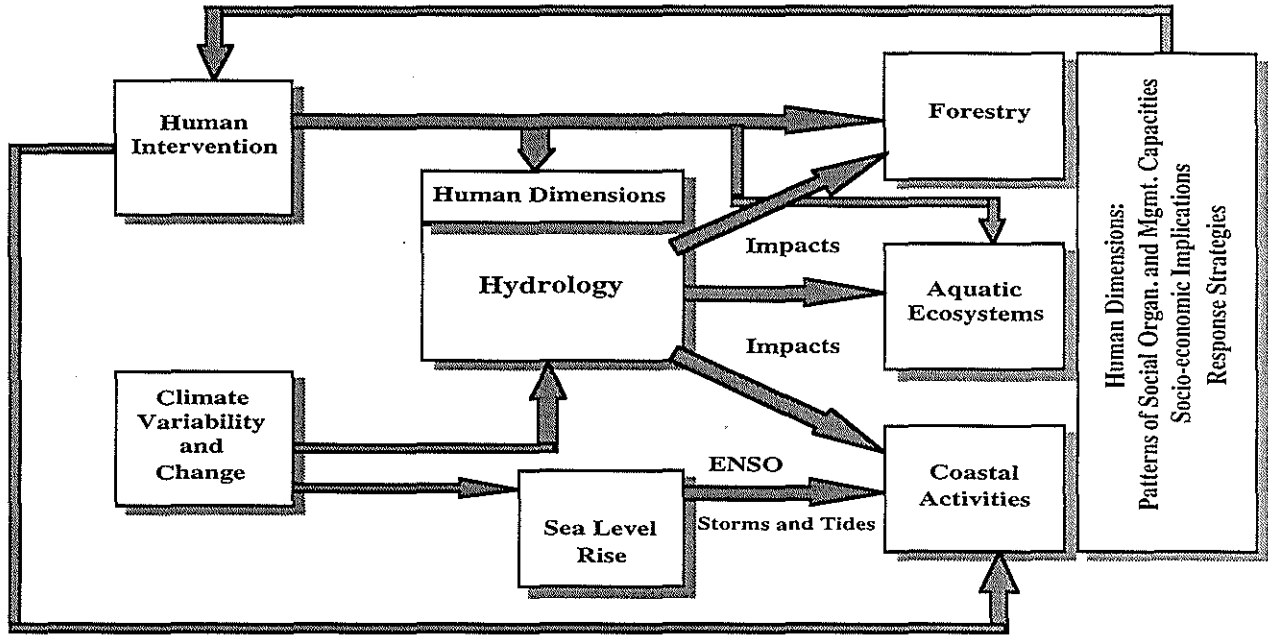 Human
Intervention
Forestry
Human Dimensions
Hydrology
Impacts
Aquatic
Ecosystems
Impacts
Climate
Variability
and
Change
ENSO
Storms and Tides
Sea Level
Rise
Coastal
Activities
Human Dimensions:
Patterns of Social Organ. and Mgmt. Capacities
Socio-economic Implications
Response Strategies